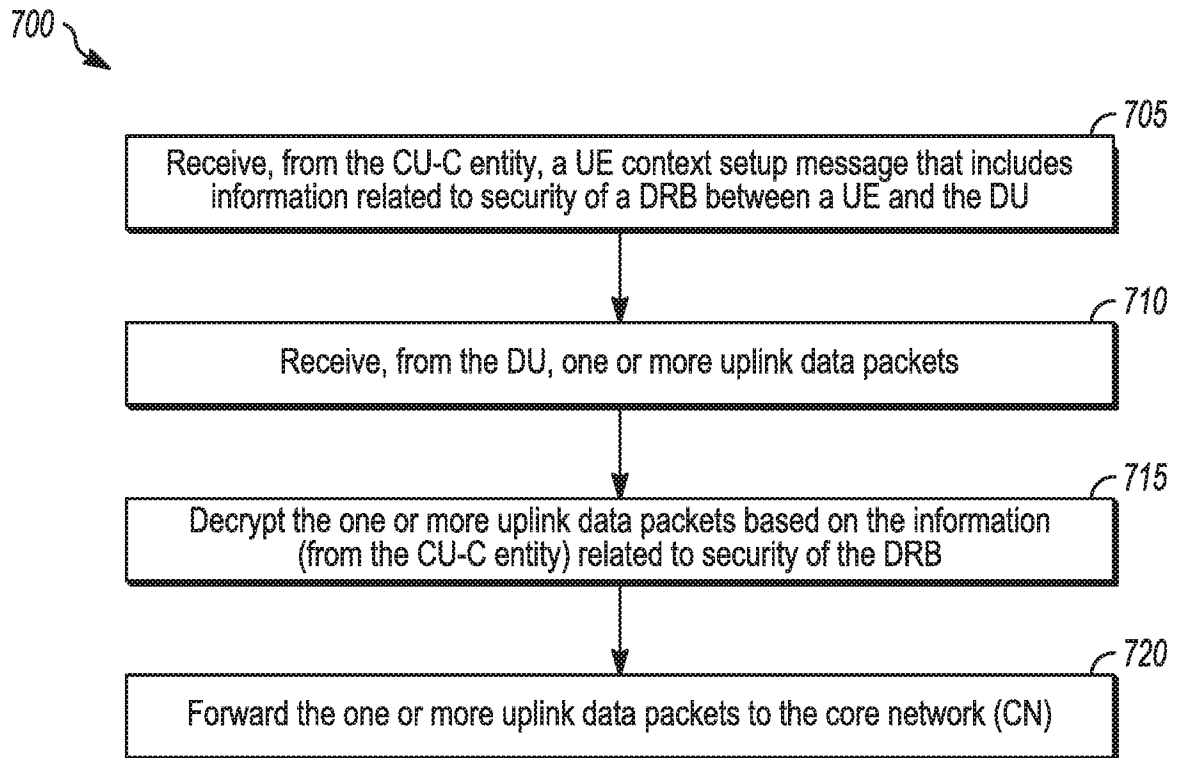 700
705
Receive, from the CU-C entity, a UE context setup message that includes
information related to security of a DRB between a UE and the DU
710
Receive, from the DU, one or more uplink data packets
715
Decrypt the one or more uplink data packets based on the information
(from the CU-C entity) related to security of the DRB
720
Forward the one or more uplink data packets to the core network (CN)